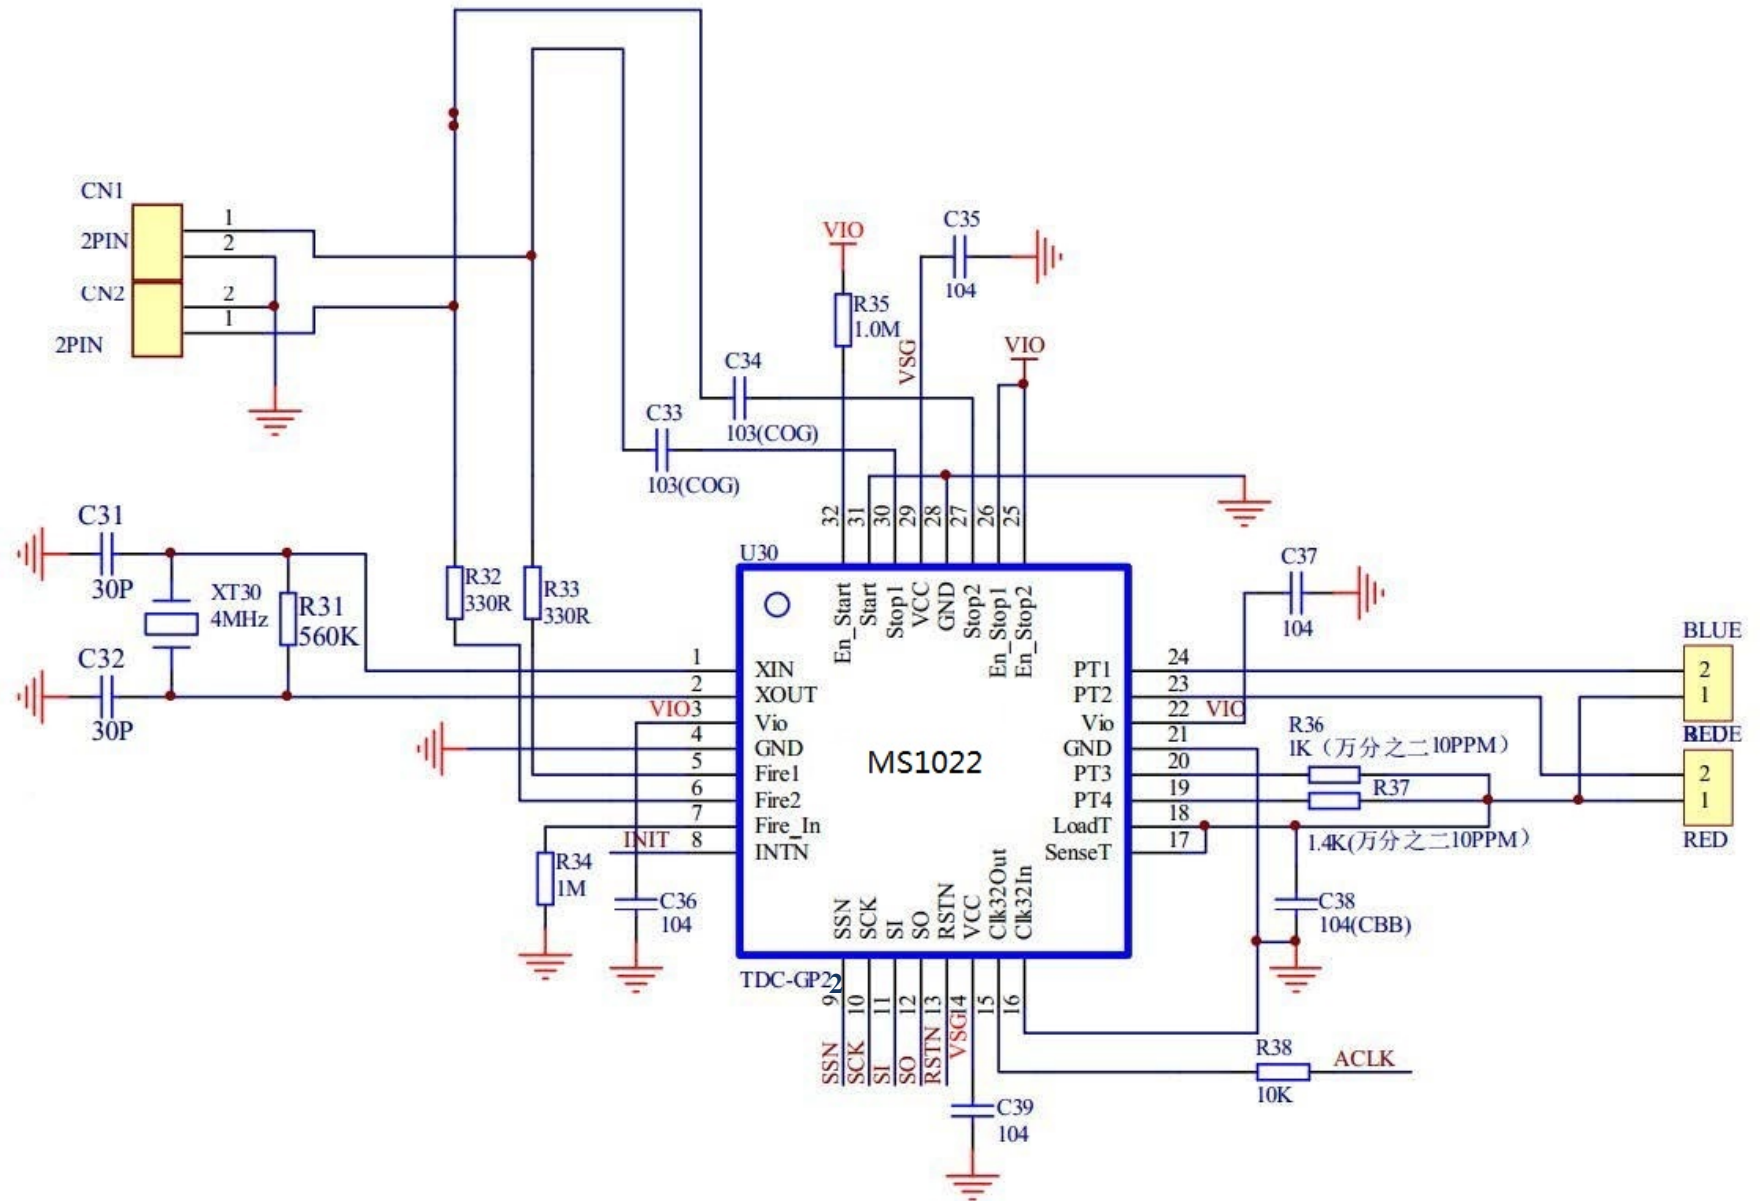 CN1
2PIN
1
2
CN2
2PIN
2
1
VIO
R35
1.0M
C35
104
VSG
VIO
C34
103(COG)
C33
103(COG)
C31
30P
XT30
4MHz
R31
560K
C32
30P
R32
330R
R33
330R
U30
32
31
30
29
28
27
26
25
En_Start
Start
Stop1
VCC
GND
Stop2
En_Stop1
En_Stop2
C37
104
1 XIN
2 XOUT
VIO 3 Vio
4 GND
5 Fire1
6 Fire2
7 Fire_In
INIT 8 INTN
MS1022
PT1 24
PT2 23
Vio 22 VIO
GND 21
PT3 20
PT4 19
LoadT 18
SenseT 17
R36
1K（万分之二10PPM）
R37
1.4K(万分之二10PPM）
BLUE
2
1
2
1
RED
R34
1M
C36
104
C38
104(CBB)
SSN
SCK
SI
SO
RSTN
VCC
Clk32Out
Clk32In
TDC-GP22
9
10
11
12
13
14
15
16
SSN
SCK
SI
SO
RSTN
VSG
R38
10K
ACLK
C39
104